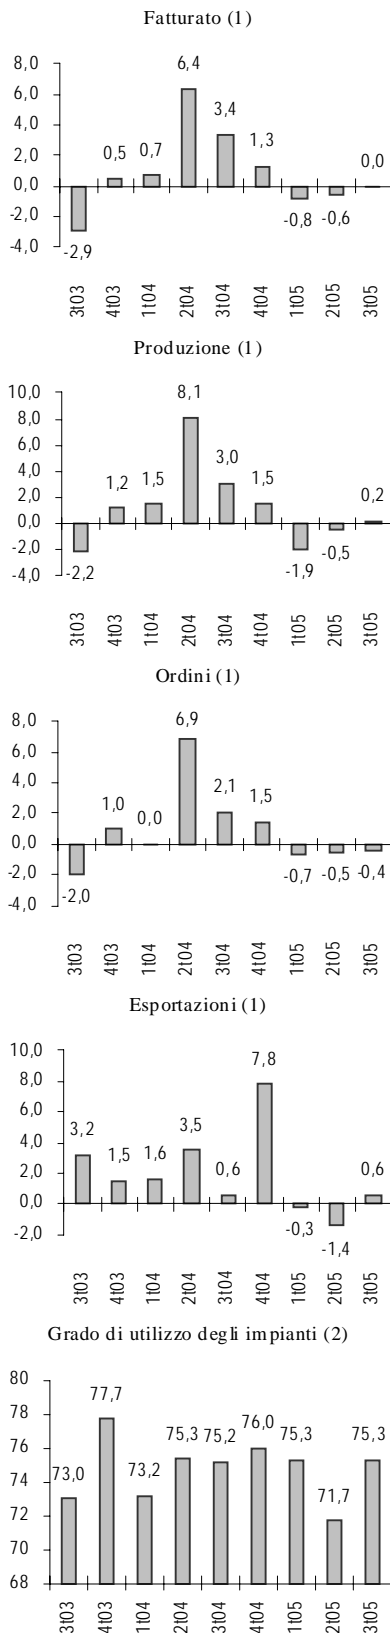 Fatturato (1)
8,0
6,0
4,0
2,0
0,0
-2,0
-4,0
-2,9
0,5
0,7
6,4
3,4
1,3
-0,8
-0,6
0,0
3t03
4t03
1t04
2t04
3t04
4t04
1t05
2t05
3t05
Produzione (1)
10,0
8,0
6,0
4,0
2,0
0,0
-2,0
-4,0
-2,2
1,2
1,5
8,1
3,0
1,5
-1,9
-0,5
0,2
3t03
4t03
1t04
2t04
3t04
4t04
1t05
2t05
3t05
Ordini (1)
8,0
6,0
4,0
2,0
0,0
-2,0
-4,0
-2,0
1,0
0,0
6,9
2,1
1,5
-0,7
-0,5
-0,4
3t03
4t03
1t04
2t04
3t04
4t04
1t05
2t05
3t05
Esportazioni (1)
10,0
8,0
6,0
4,0
2,0
0,0
-2,0
3,2
1,5
1,6
3,5
0,6
7,8
-0,3
-1,4
0,6
3t03
4t03
1t04
2t04
3t04
4t04
1t05
2t05
3t05
Grado di utilizzo degli impianti (2)
80
78
76
74
72
70
68
73,0
77,7
73,2
75,3
75,2
76,0
75,3
71,7
75,3
3t03
4t03
1t04
2t04
3t04
4t04
1t05
2t05
3t05